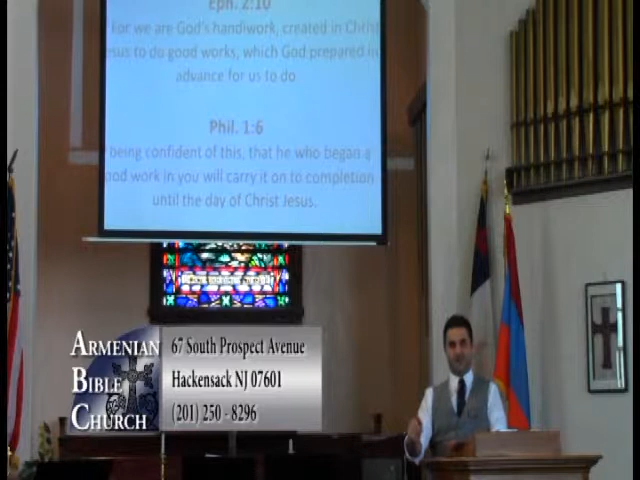 Eph. 2:10
For we are God's handiwork, created in Christ
esus to do good works, which God prepared in
advance for us to do
Phil. 1:6
being confident of this, that he who began a
ood work in you will carry it on to completion
until the day of Christ Jesus.
ARMENIAN
BIBLE
CHURCH
67 South Prospect Avenue
Hackensack NJ 07601
(201) 250 - 8296